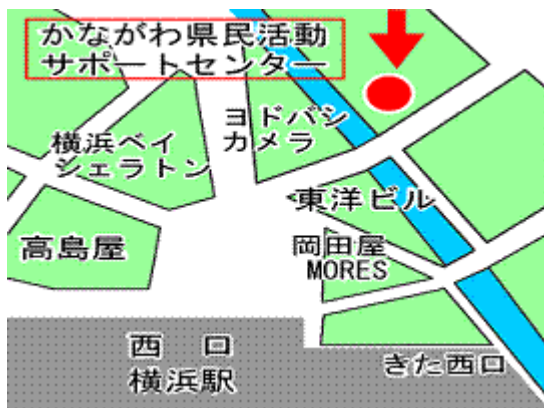 かながわ県民活動
サポートセンター
ヨドバシ
カメラ
横浜ベイ
シェラトン
東洋ビル
高島屋
岡田屋
MORES
西 口
横浜駅
きた西口